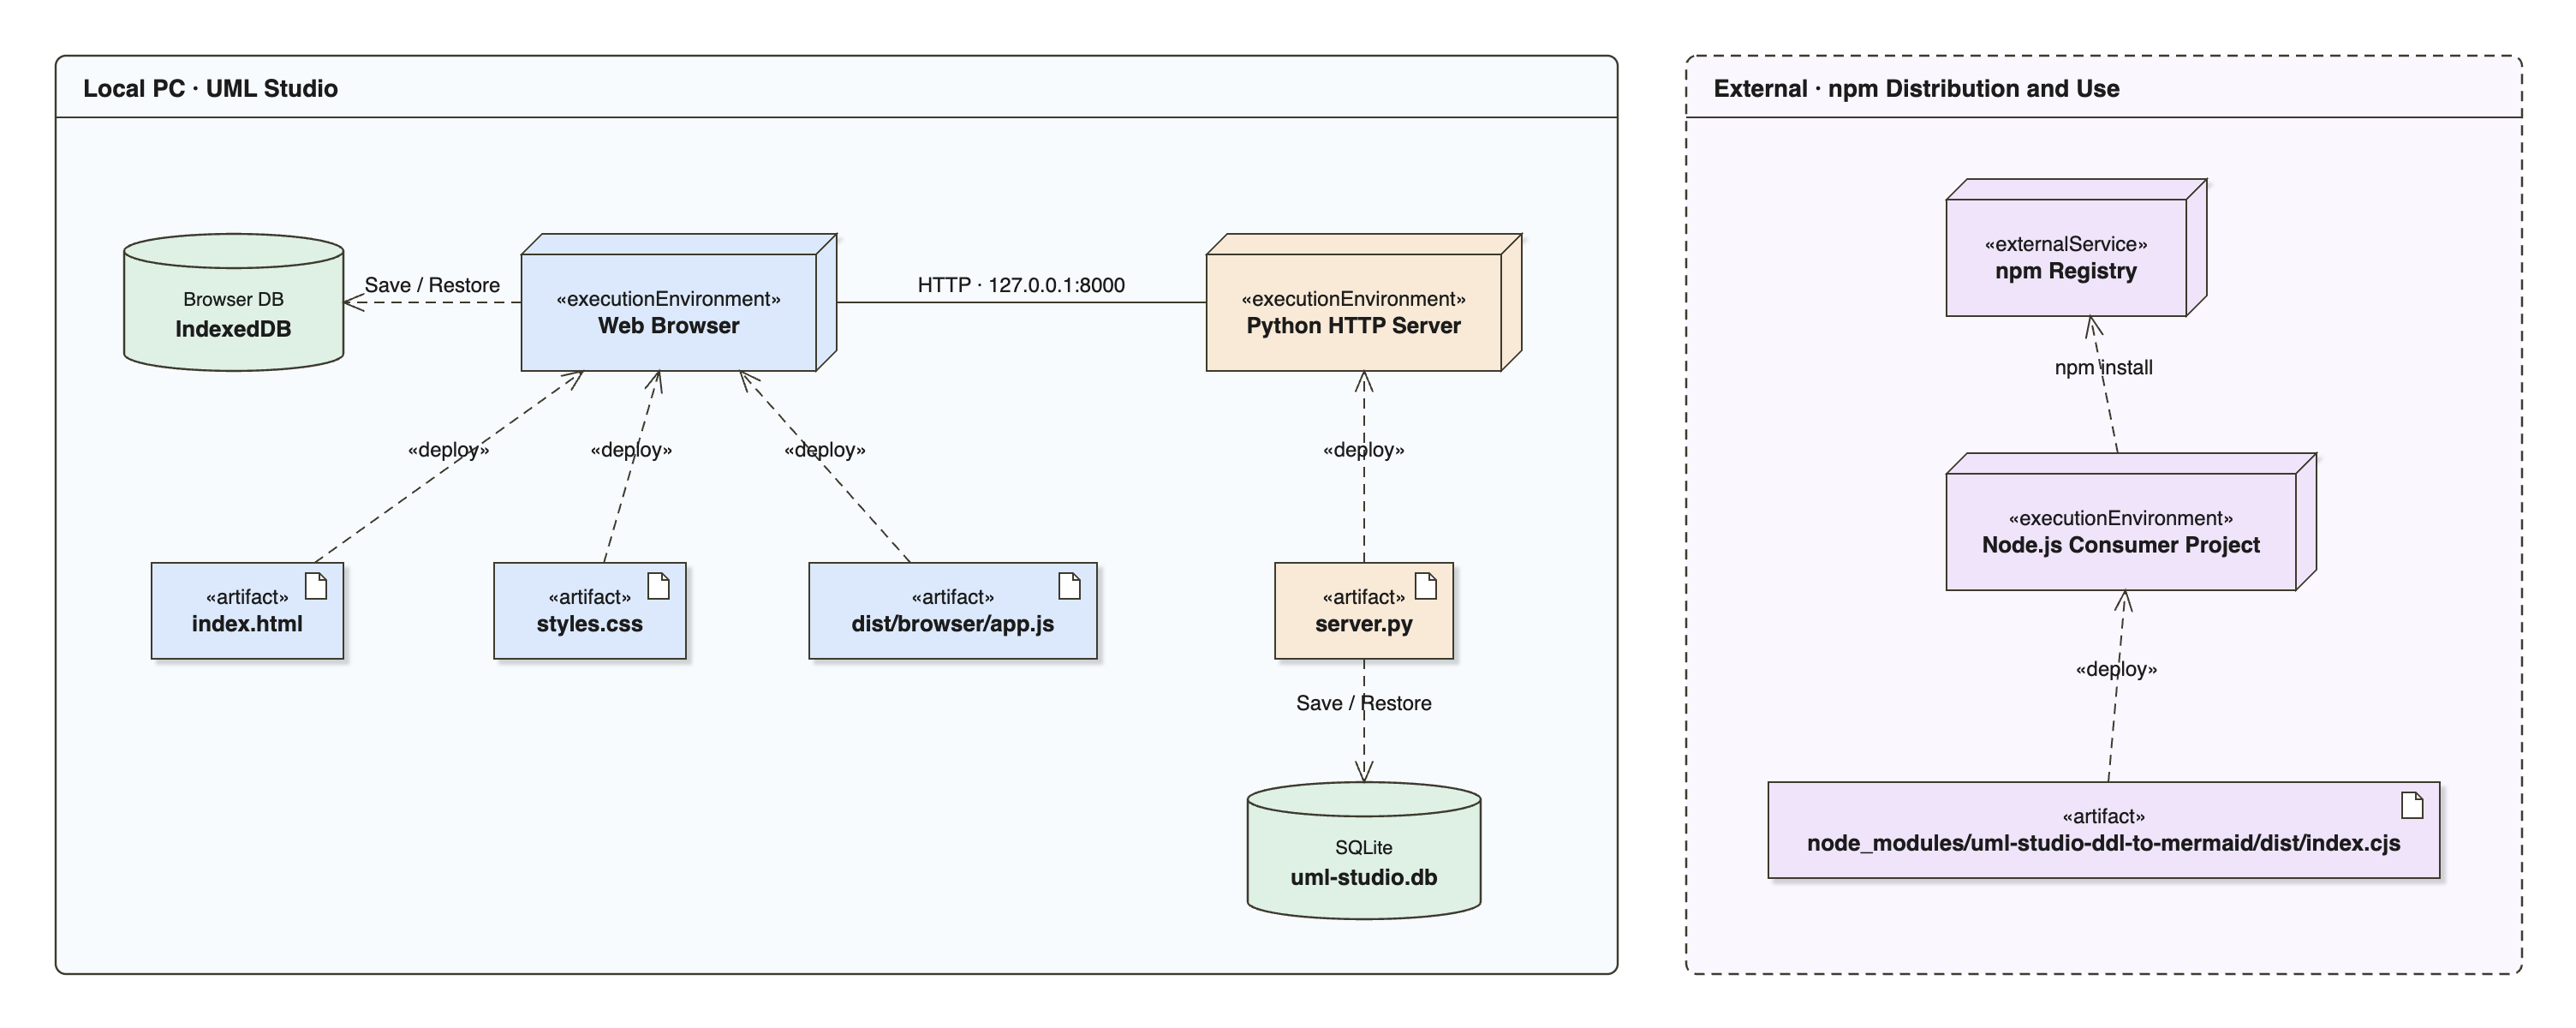 Local PC · UML Studio
Browser DB
IndexedDB
Save / Restore
«executionEnvironment»
Web Browser
HTTP · 127.0.0.1:8000
«executionEnvironment»
Python HTTP Server
«deploy»
«deploy»
«deploy»
«deploy»
«artifact»
index.html
«artifact»
styles.css
«artifact»
dist/browser/app.js
«artifact»
server.py
Save / Restore
SQLite
uml-studio.db
External · npm Distribution and Use
«externalService»
npm Registry
npm install
«executionEnvironment»
Node.js Consumer Project
«deploy»
«artifact»
node_modules/uml-studio-ddl-to-mermaid/dist/index.cjs